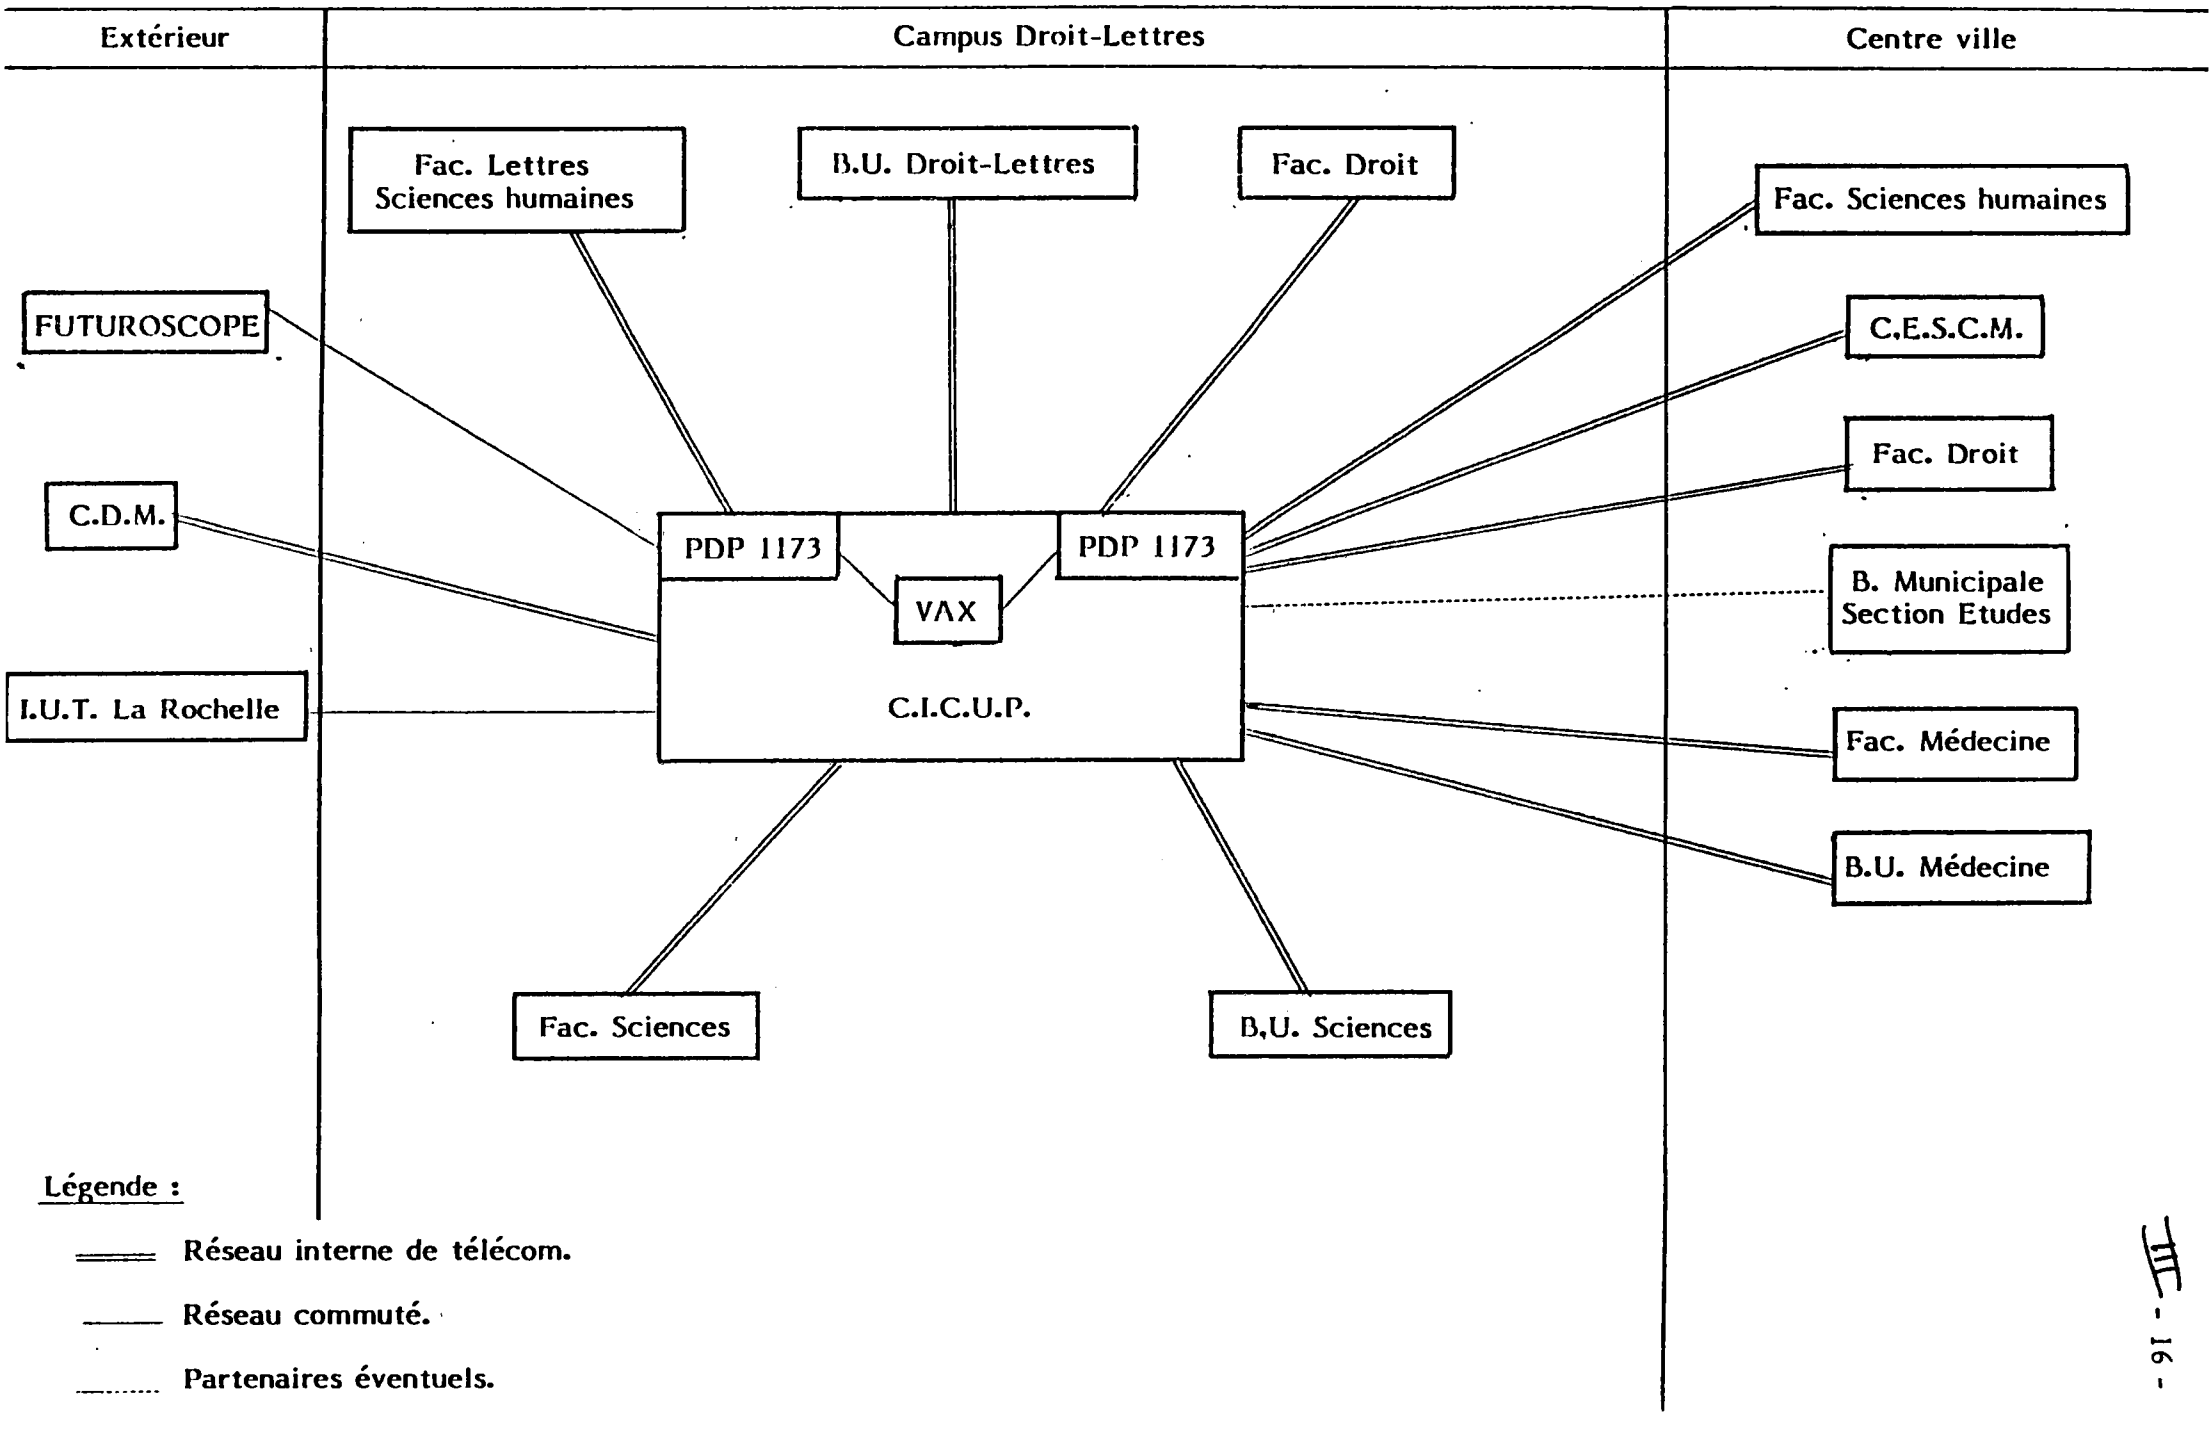 Extérieur
Campus Droit-Lettres
Centre ville
Fac. Lettres
Sciences humaines
B.U. Droit-Lettres
Fac. Droit
Fac. Sciences humaines
FUTUROSCOPE
C.E.S.C.M.
Fac. Droit
C.D.M.
PDP 1173
PDP 1173
VAX
B. Municipale
Section Etudes
I.U.T. La Rochelle
C.I.C.U.P.
Fac. Médecine
B.U. Médecine
Fac. Sciences
B.U. Sciences
Légende :
Réseau interne de télécom.
Réseau commuté.
Partenaires éventuels.
III - 16 -